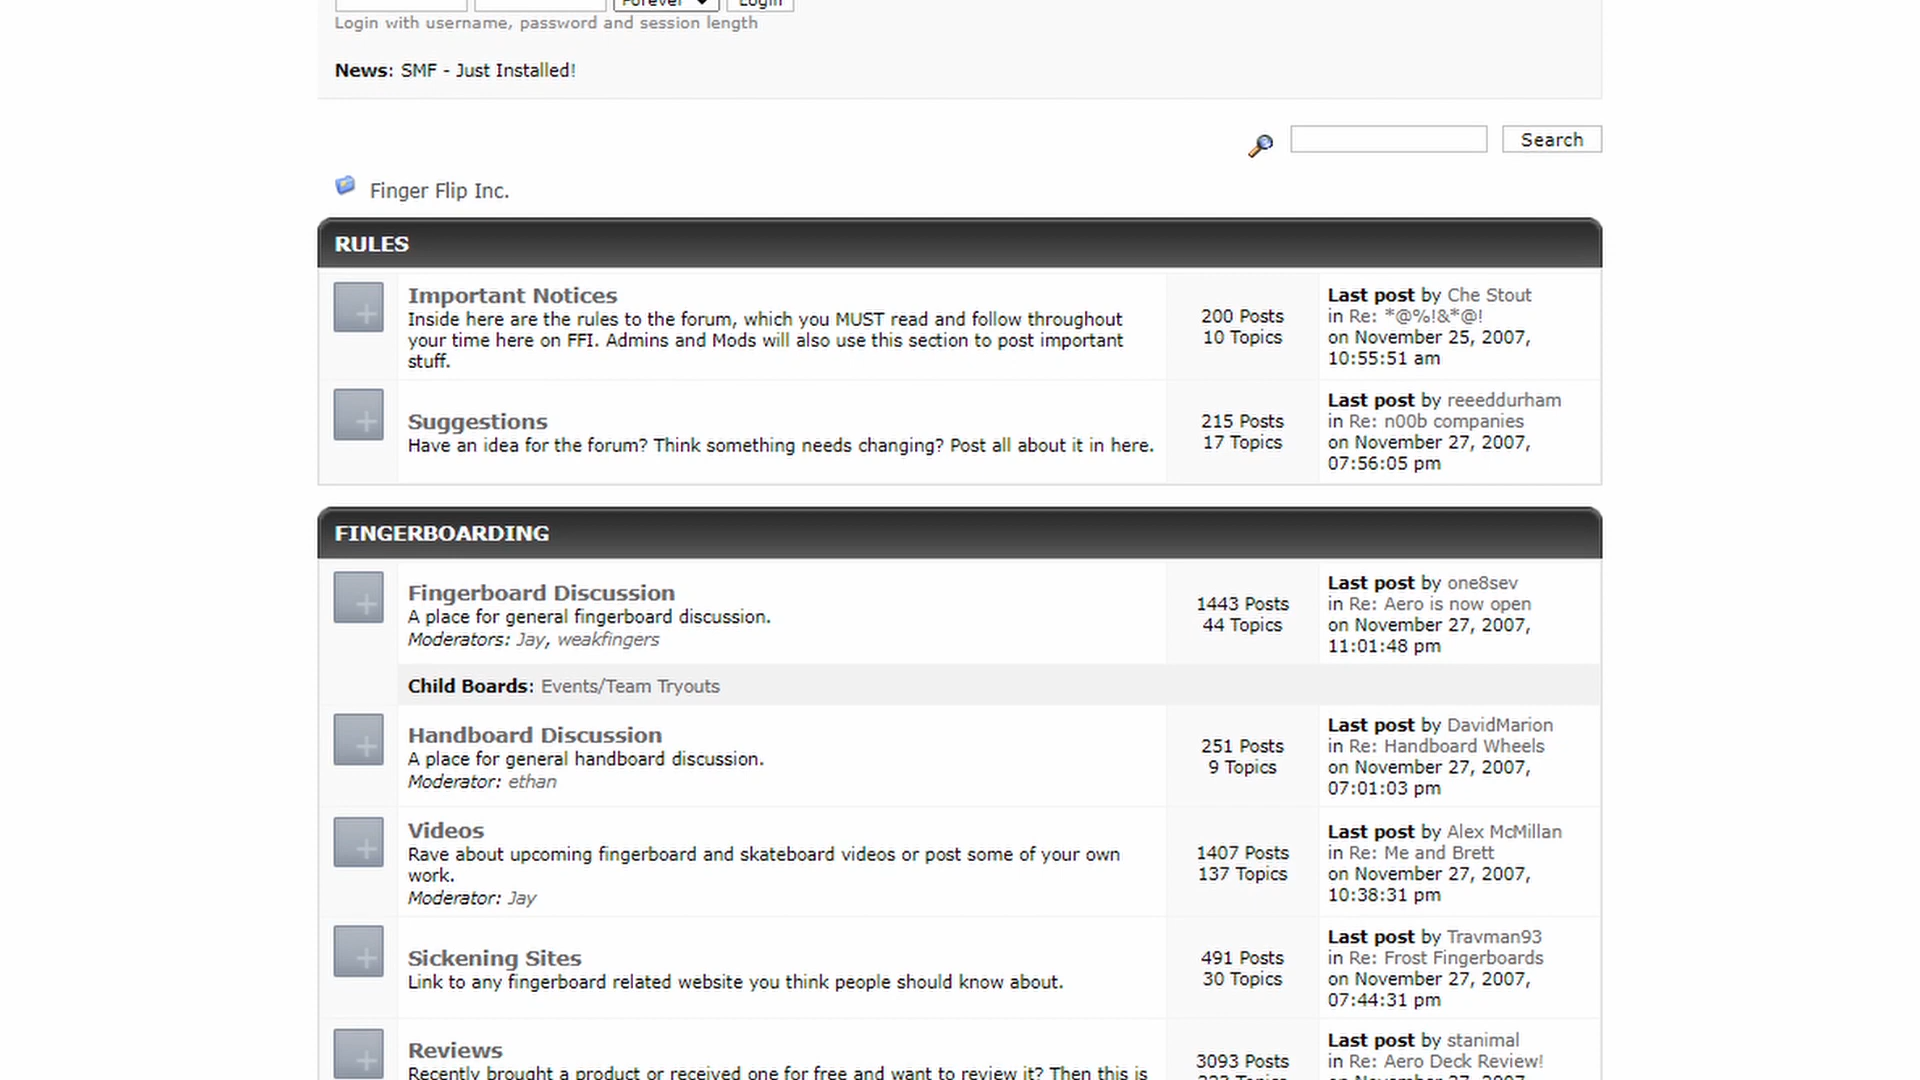 Forever
Login
Login with username, password and session length
News: SMF - Just Installed!
Search
Finger Flip Inc.
RULES
Important Notices
Inside here are the rules to the forum, which you MUST read and follow throughout
your time here on FFI. Admins and Mods will also use this section to post important
stuff.
200 Posts
10 Topics
Last post by Che Stout
in Re: *@%!&*@!
on November 25, 2007,
10:55:51 am
Suggestions
Have an idea for the forum? Think something needs changing? Post all about it in here.
215 Posts
17 Topics
Last post by reeeddurham
in Re: n00b companies
on November 27, 2007,
07:56:05 pm
FINGERBOARDING
Fingerboard Discussion
A place for general fingerboard discussion.
Moderators: Jay, weakfingers
1443 Posts
44 Topics
Last post by one8sev
in Re: Aero is now open
on November 27, 2007,
11:01:48 pm
Child Boards: Events/Team Tryouts
Handboard Discussion
A place for general handboard discussion.
Moderator: ethan
251 Posts
9 Topics
Last post by DavidMarion
in Re: Handboard Wheels
on November 27, 2007,
07:01:03 pm
Videos
Rave about upcoming fingerboard and skateboard videos or post some of your own
work.
Moderator: Jay
1407 Posts
137 Topics
Last post by Alex McMillan
in Re: Me and Brett
on November 27, 2007,
10:38:31 pm
Sickening Sites
Link to any fingerboard related website you think people should know about.
491 Posts
30 Topics
Last post by Travman93
in Re: Frost Fingerboards
on November 27, 2007,
07:44:31 pm
Reviews
Recently brought a product or received one for free and want to review it? Then this is
3093 Posts
Topics
Last post by stanimal
in Re: Aero Deck Review!
on November 27, 2007,